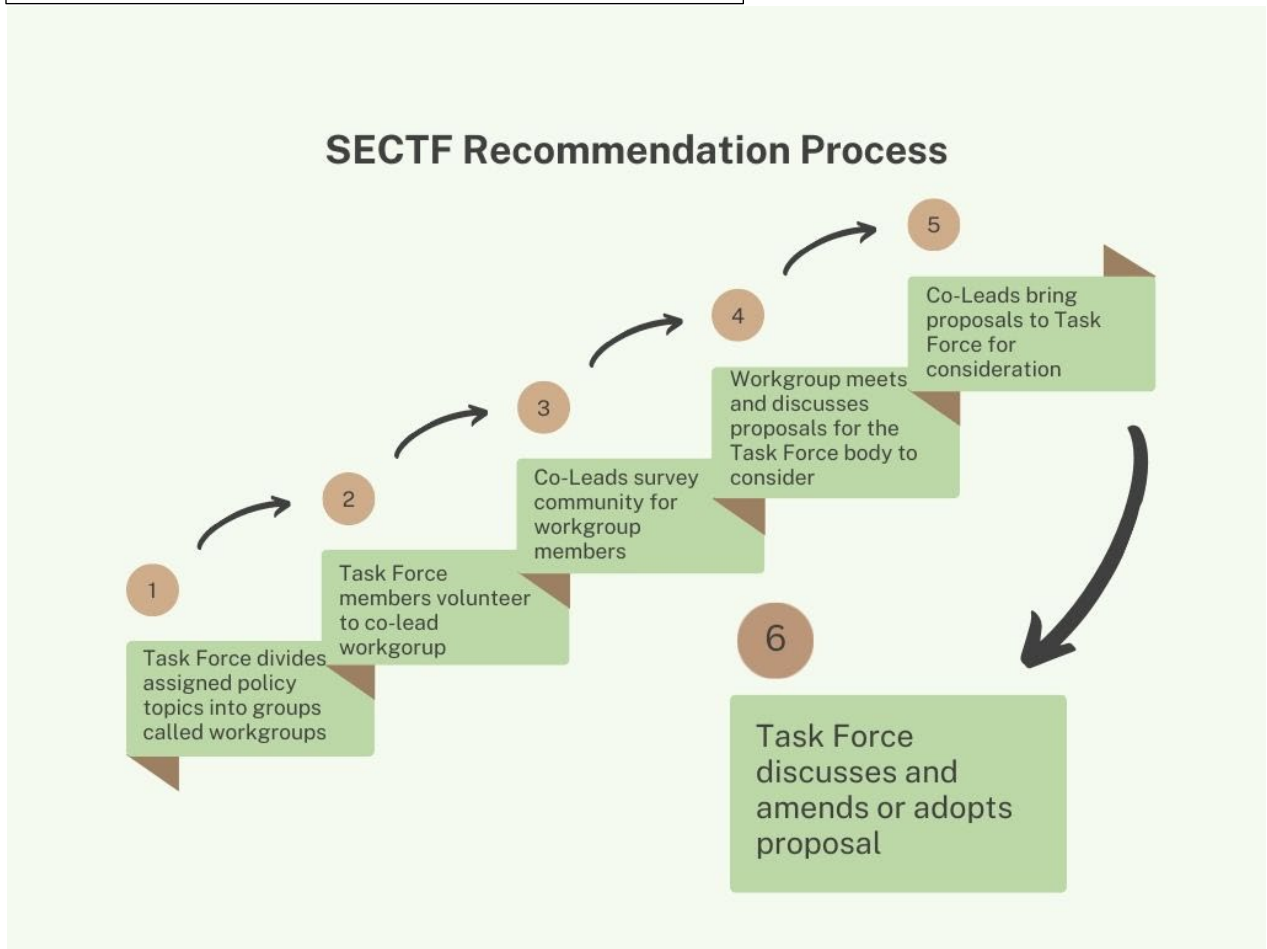 SECTF Recommendation Process
1
Task Force divides
assigned policy
topics into groups
called workgroups
2
Task Force
members volunteer
to co-lead
workgorup
3
Co-Leads survey
community for
workgroup
members
4
Workgroup meets
and discusses
proposals for the
Task Force body to
consider
5
Co-Leads bring
proposals to Task
Force for
consideration
6
Task Force
discusses and
amends or adopts
proposal